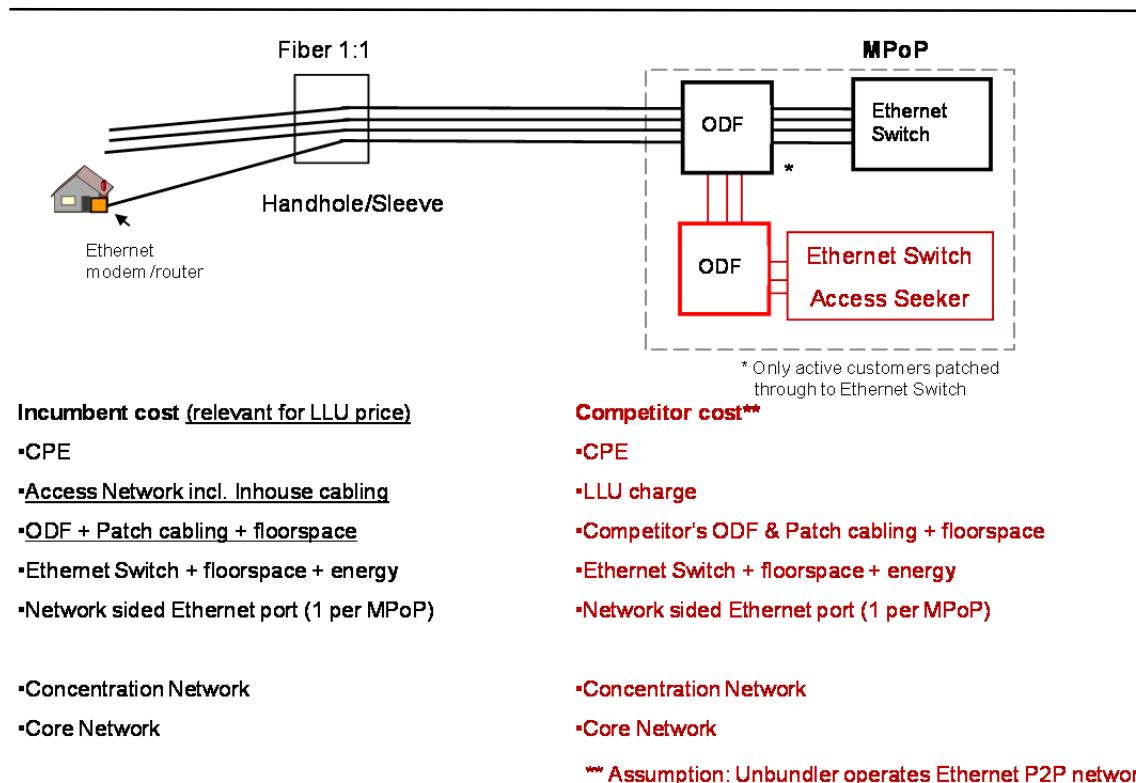 Fiber 1:1
MPoP
ODF
Ethernet
Switch
*
Handhole/Sleeve
Ethernet
modem/router
ODF
Ethernet Switch
Access Seeker
* Only active customers patched
through to Ethernet Switch
Incumbent cost (relevant for LLU price)
▪CPE
▪Access Network incl. Inhouse cabling
▪ODF + Patch cabling + floorspace
▪Ethernet Switch + floorspace + energy
▪Network sided Ethernet port (1 per MPoP)
▪Concentration Network
▪Core Network
Competitor cost**
▪CPE
▪LLU charge
▪Competitor's ODF & Patch cabling + floorspace
▪Ethernet Switch + floorspace + energy
▪Network sided Ethernet port (1 per MPoP)
▪Concentration Network
▪Core Network
** Assumption: Unbundler operates Ethernet P2P networ